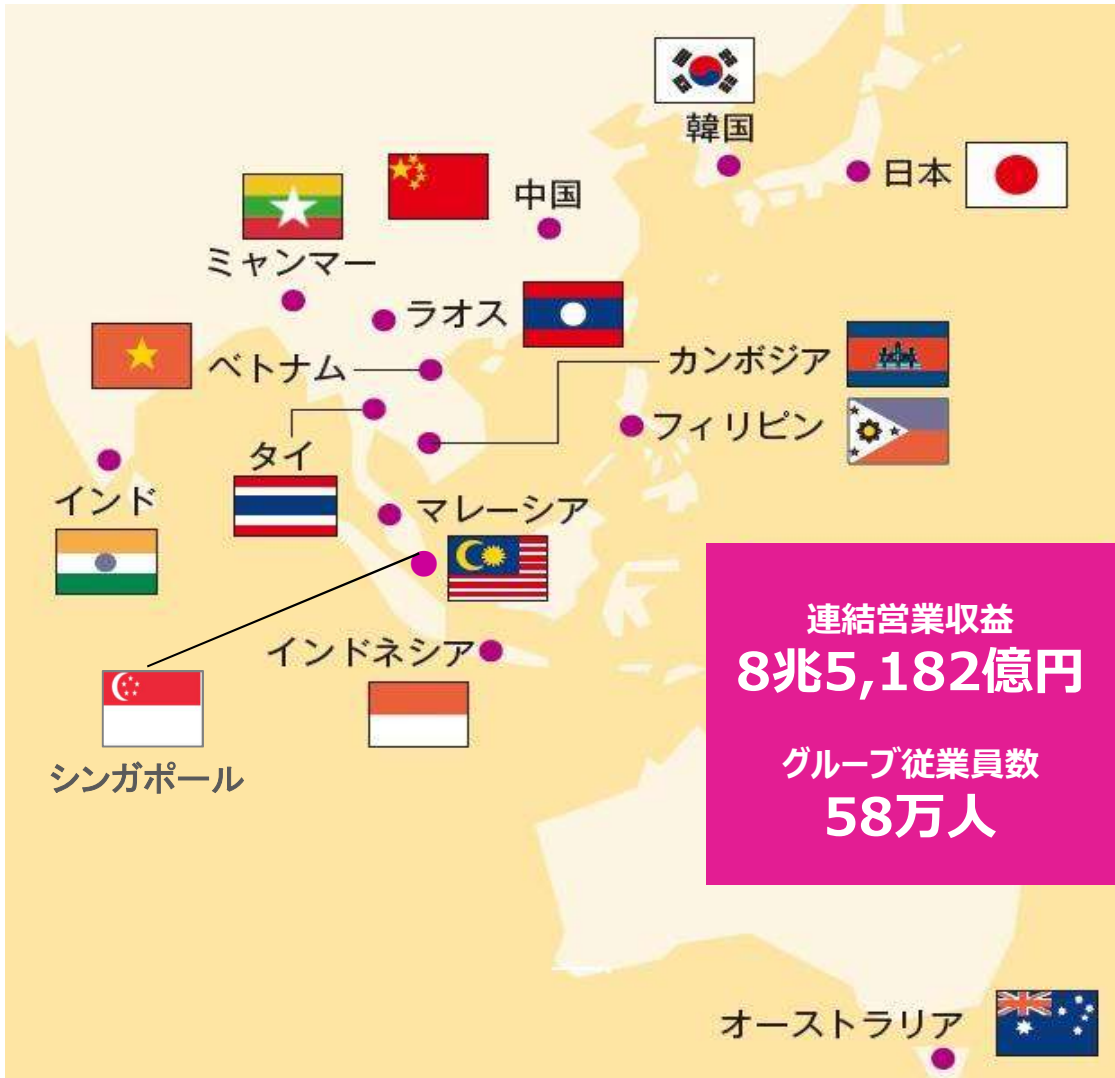 韓国
日本
中国
ミャンマー
ラオス
ベトナム
カンボジア
フィリピン
タイ
インド
マレーシア
インドネシア
シンガポール
連結営業収益
8兆5,182億円
グループ従業員数
58万人
オーストラリア